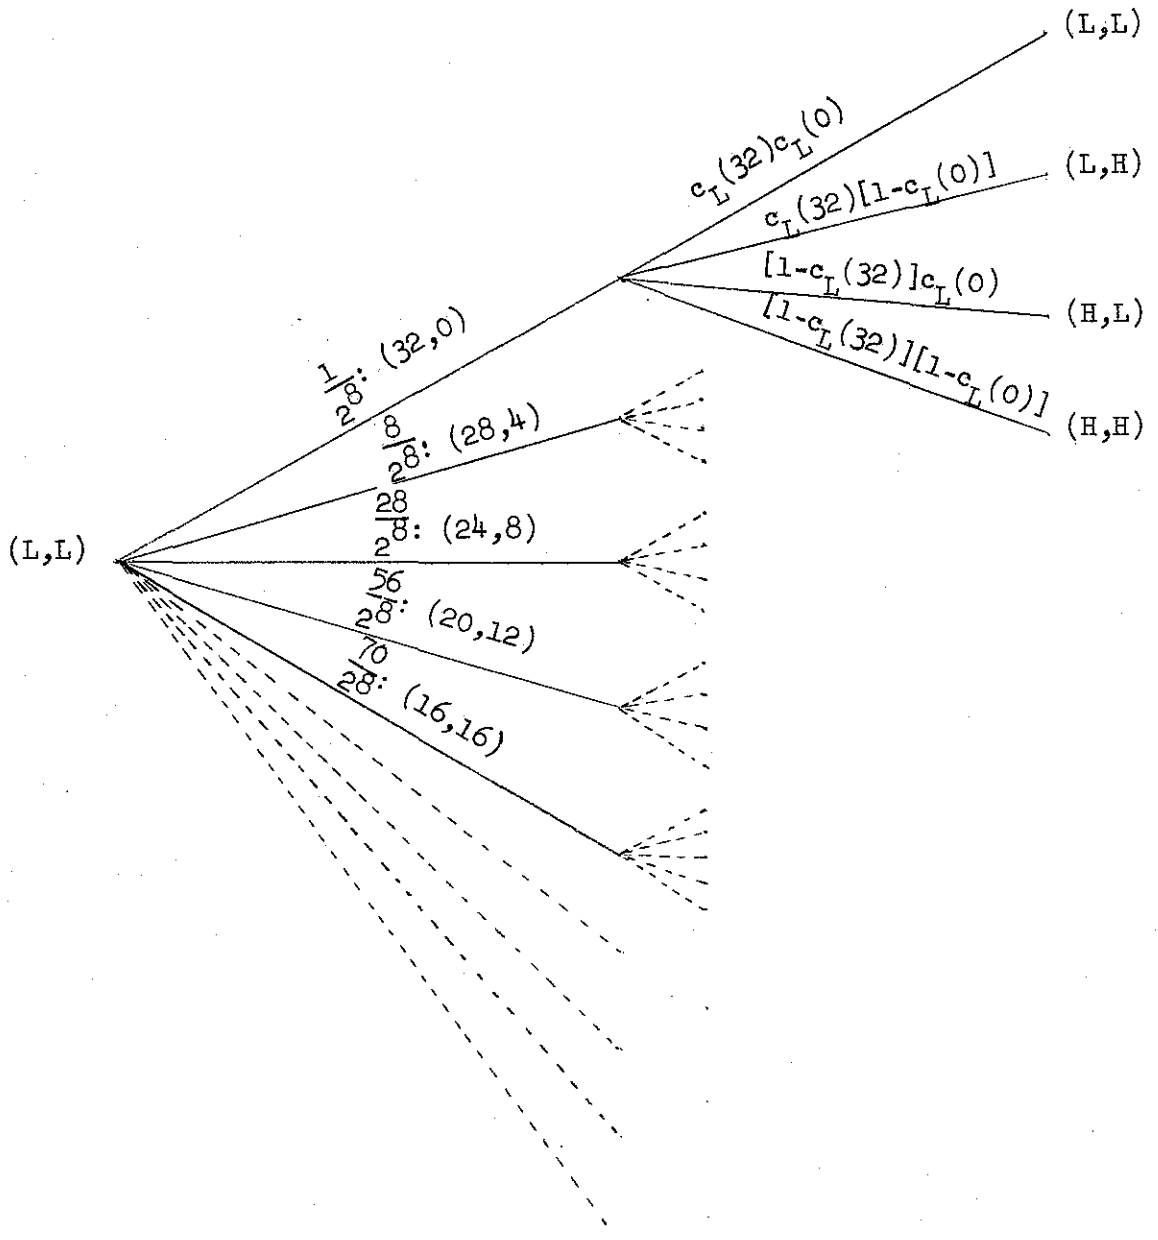 (L,L)
c_L(32)c_L(0)
(L,H)
c_L(32)[1-c_L(0)]
[1-c_L(32)]c_L(0)
(H,L)
[1-c_L(32)][1-c_L(0)]
(H,H)
1/2^8: (32,0)
8/2^8: (28,4)
28/2^8: (24,8)
(L,L)
56/2^8: (20,12)
70/2^8: (16,16)